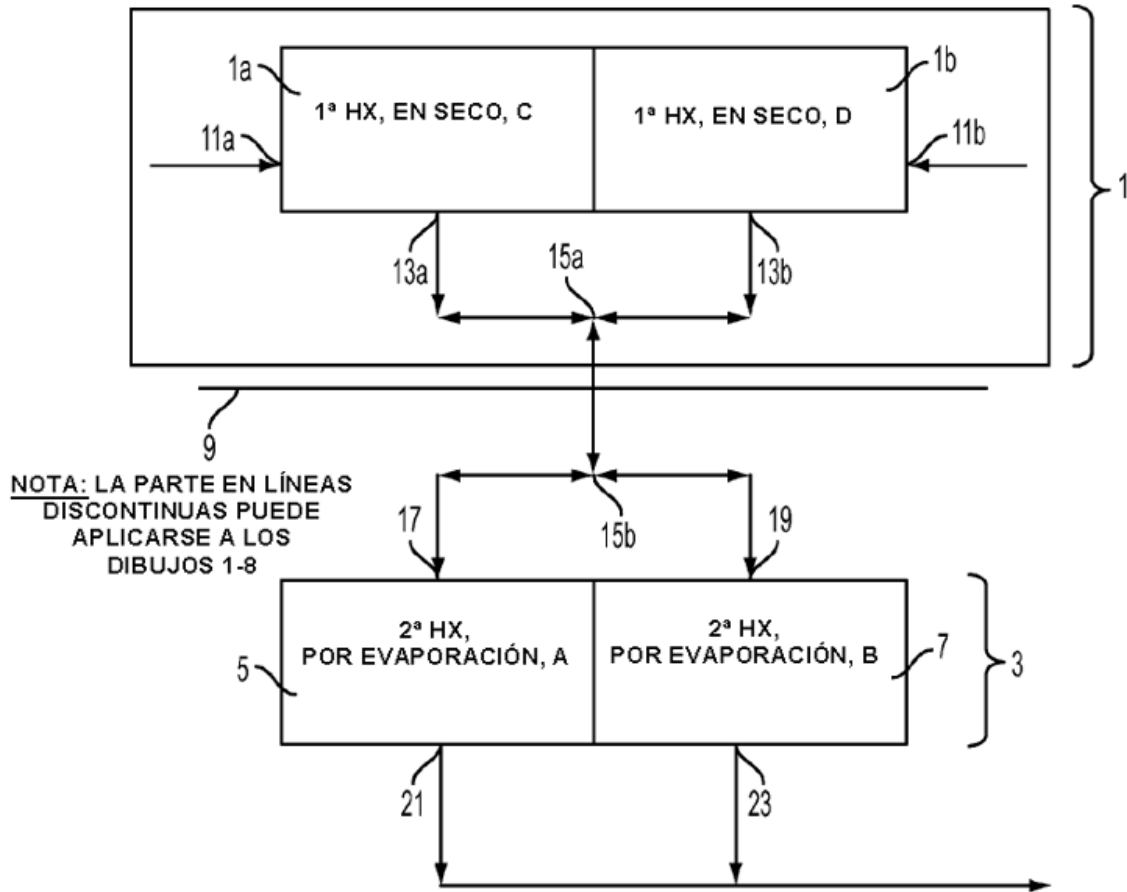 1a
1b
1ª HX, EN SECO, C
1ª HX, EN SECO, D
11a
11b
1
13a
15a
13b
9
NOTA: LA PARTE EN LÍNEAS
DISCONTINUAS PUEDE
APLICARSE A LOS
DIBUJOS 1-8
17
15b
19
2ª HX,
POR EVAPORACIÓN, A
2ª HX,
POR EVAPORACIÓN, B
5
7
3
21
23